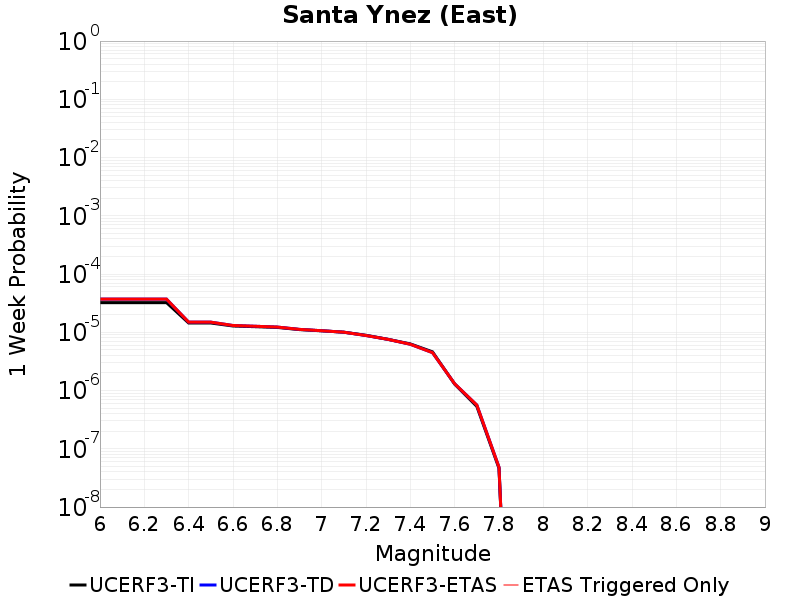 Santa Ynez (East)
1 Week Probability
10^0
10^-1
10^-2
10^-3
10^-4
10^-5
10^-6
10^-7
10^-8
6 6.2 6.4 6.6 6.8 7 7.2 7.4 7.6 7.8 8 8.2 8.4 8.6 8.8 9
Magnitude
UCERF3-TI UCERF3-TD UCERF3-ETAS ETAS Triggered Only